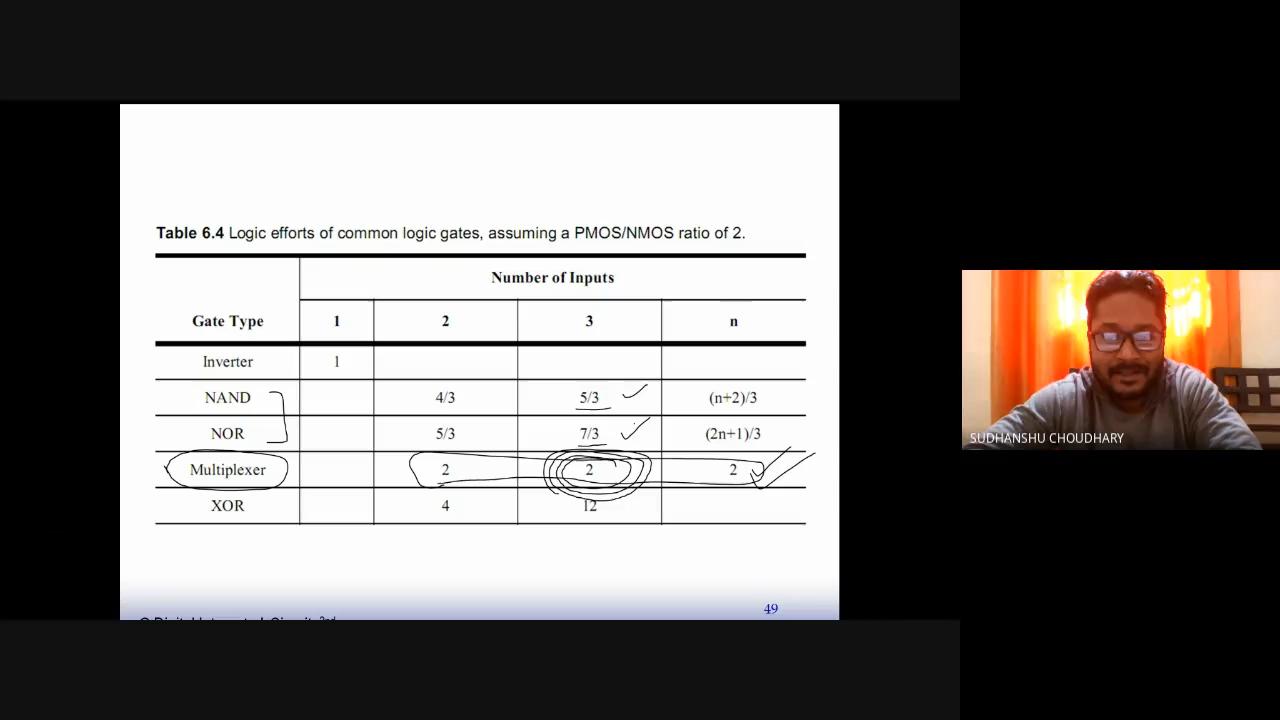 Table 6.4 Logic efforts of common logic gates, assuming a PMOS/NMOS ratio of 2.
Number of Inputs
Gate Type 1 2 3 n
Inverter 1
NAND 4/3 5/3 (n+2)/3
NOR 5/3 7/3 (2n+1)/3
Multiplexer 2 2 2
XOR 4 12
49
SUDHANSHU CHOUDHARY